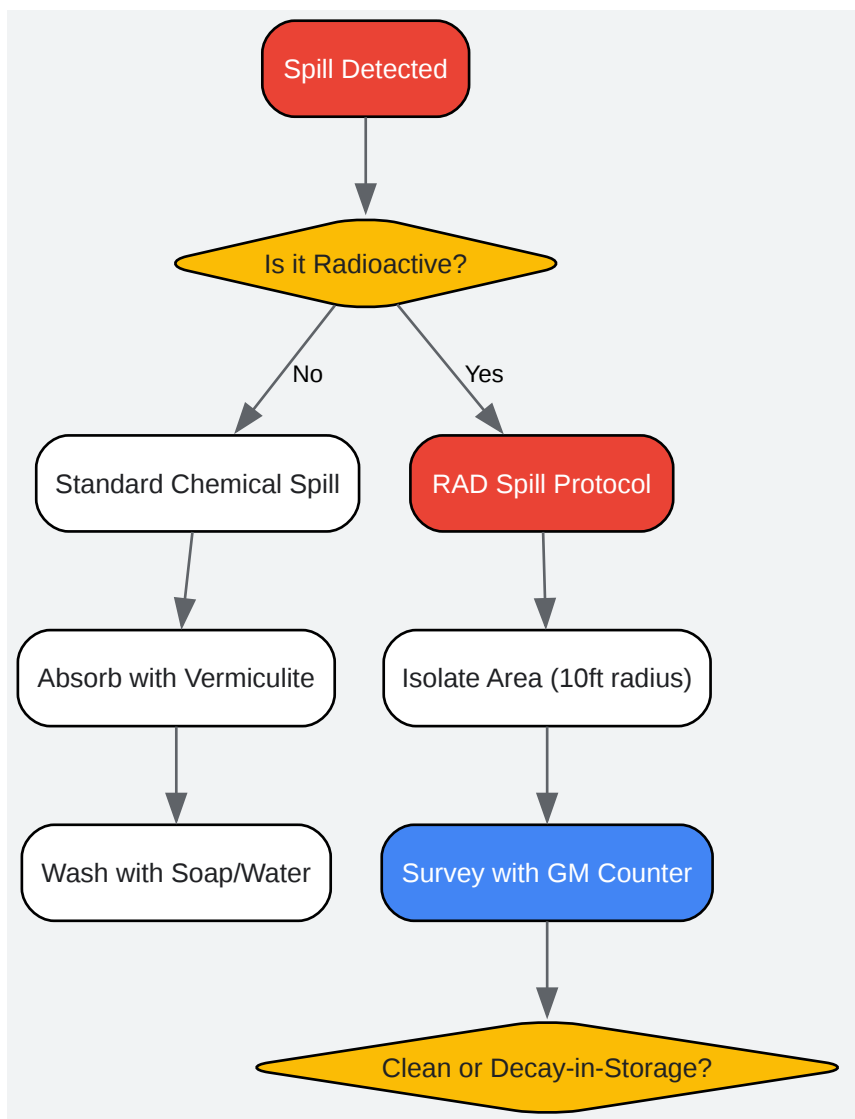 Spill Detected
Is it Radioactive?
No
Yes
Standard Chemical Spill
RAD Spill Protocol
Absorb with Vermiculite
Isolate Area (10ft radius)
Wash with Soap/Water
Survey with GM Counter
Clean or Decay-in-Storage?